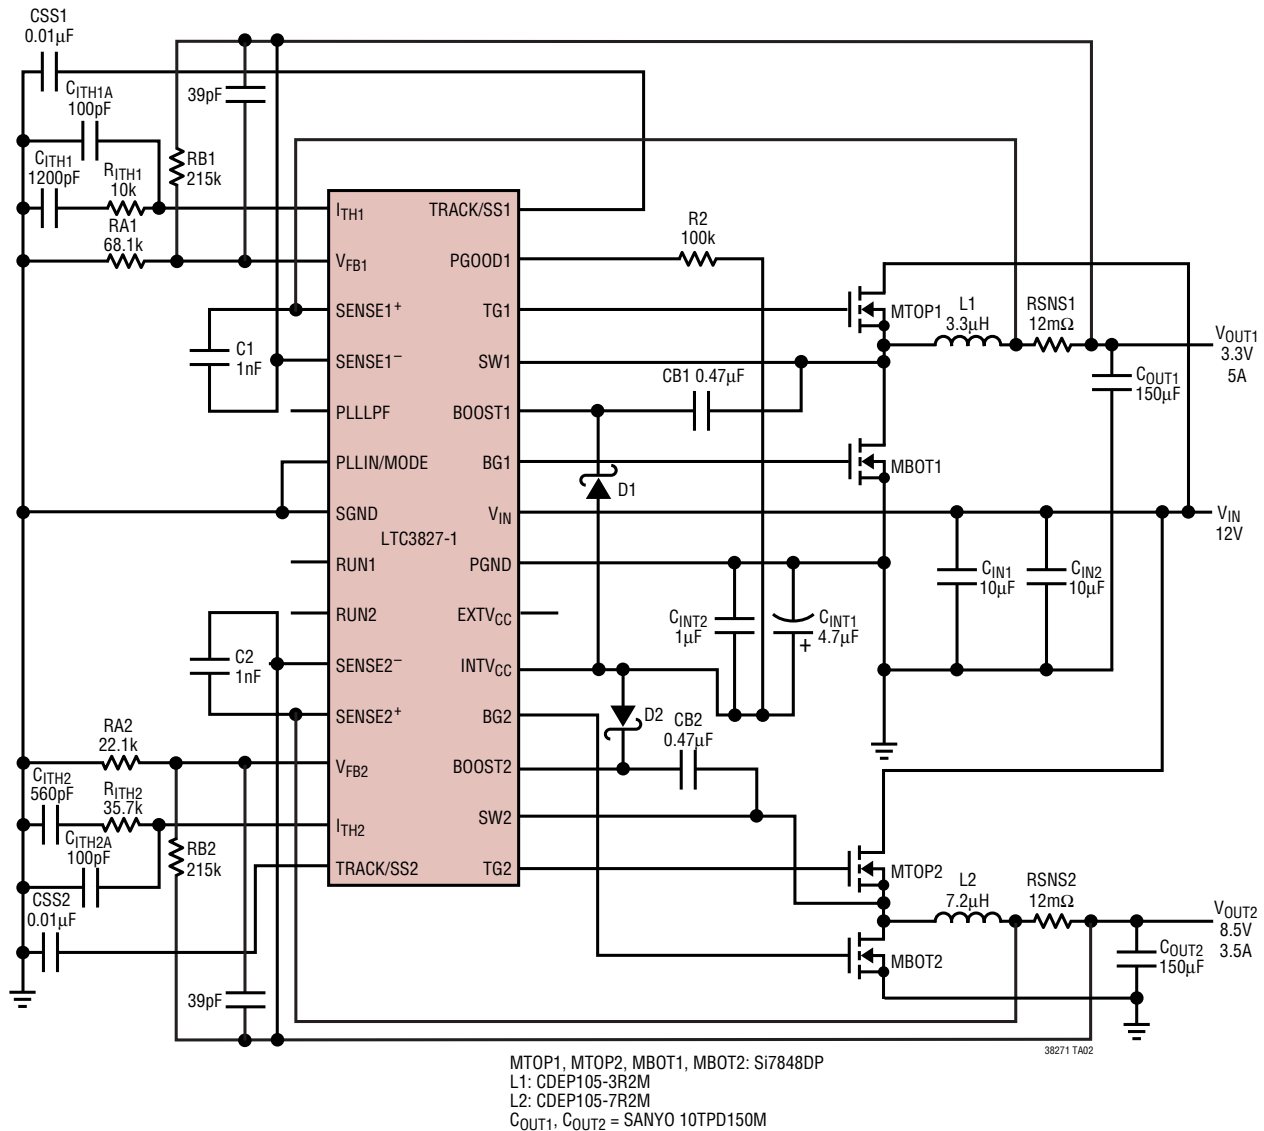 CSS1
0.01µF
CITH1A
100pF
39pF
CITH1
1200pF
RITH1
10k
RB1
215k
RA1
68.1k
C1
1nF
C2
1nF
RA2
22.1k
CITH2
560pF
RITH2
35.7k
CITH2A
100pF
RB2
215k
CSS2
0.01µF
39pF
ITH1
VFB1
SENSE1+
SENSE1–
PLLLPF
PLLIN/MODE
SGND
LTC3827-1
RUN1
RUN2
SENSE2–
SENSE2+
VFB2
ITH2
TRACK/SS2
TRACK/SS1
PGOOD1
TG1
SW1
BOOST1
BG1
VIN
PGND
EXTVCC
INTVCC
BG2
BOOST2
SW2
TG2
R2
100k
MTOP1
L1
3.3µH
RSNS1
12mΩ
VOUT1
3.3V
5A
COUT1
150µF
CB1 0.47µF
MBOT1
D1
VIN
12V
CIN1
10µF
CIN2
10µF
CINT2
1µF
CINT1
4.7µF
+
D2
CB2
0.47µF
MTOP2
L2
7.2µH
RSNS2
12mΩ
VOUT2
8.5V
3.5A
COUT2
150µF
MBOT2
38271 TA02
MTOP1, MTOP2, MBOT1, MBOT2: Si7848DP
L1: CDEP105-3R2M
L2: CDEP105-7R2M
COUT1, COUT2 = SANYO 10TPD150M